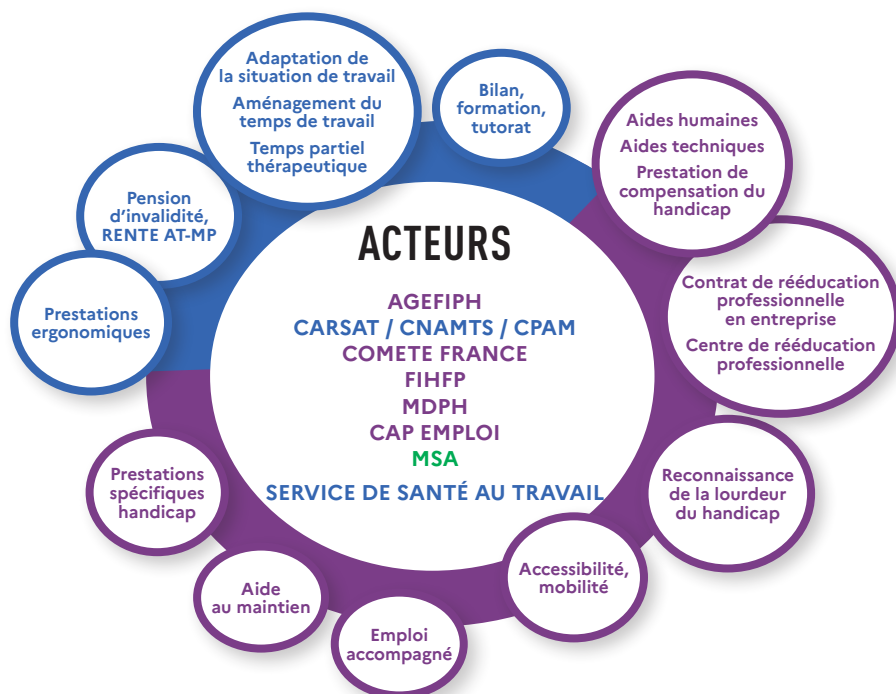 Adaptation de
la situation de travail
Aménagement du
temps de travail
Temps partiel
thérapeutique
Bilan,
formation,
tutorat
Aides humaines
Aides techniques
Prestation de
compensation du
handicap
Pension
d'invalidité,
RENTE AT-MP
Prestations
ergonomiques
Contrat de rééducation
professionnelle
en entreprise
Centre de rééducation
professionnelle
ACTEURS
AGEFIPH
CARSAT / CNAMTS / CPAM
COMETE FRANCE
FIHFP
MDPH
CAP EMPLOI
MSA
SERVICE DE SANTÉ AU TRAVAIL
Prestations
spécifiques
handicap
Reconnaissance
de la lourdeur
du handicap
Aide
au maintien
Emploi
accompagné
Accessibilité,
mobilité